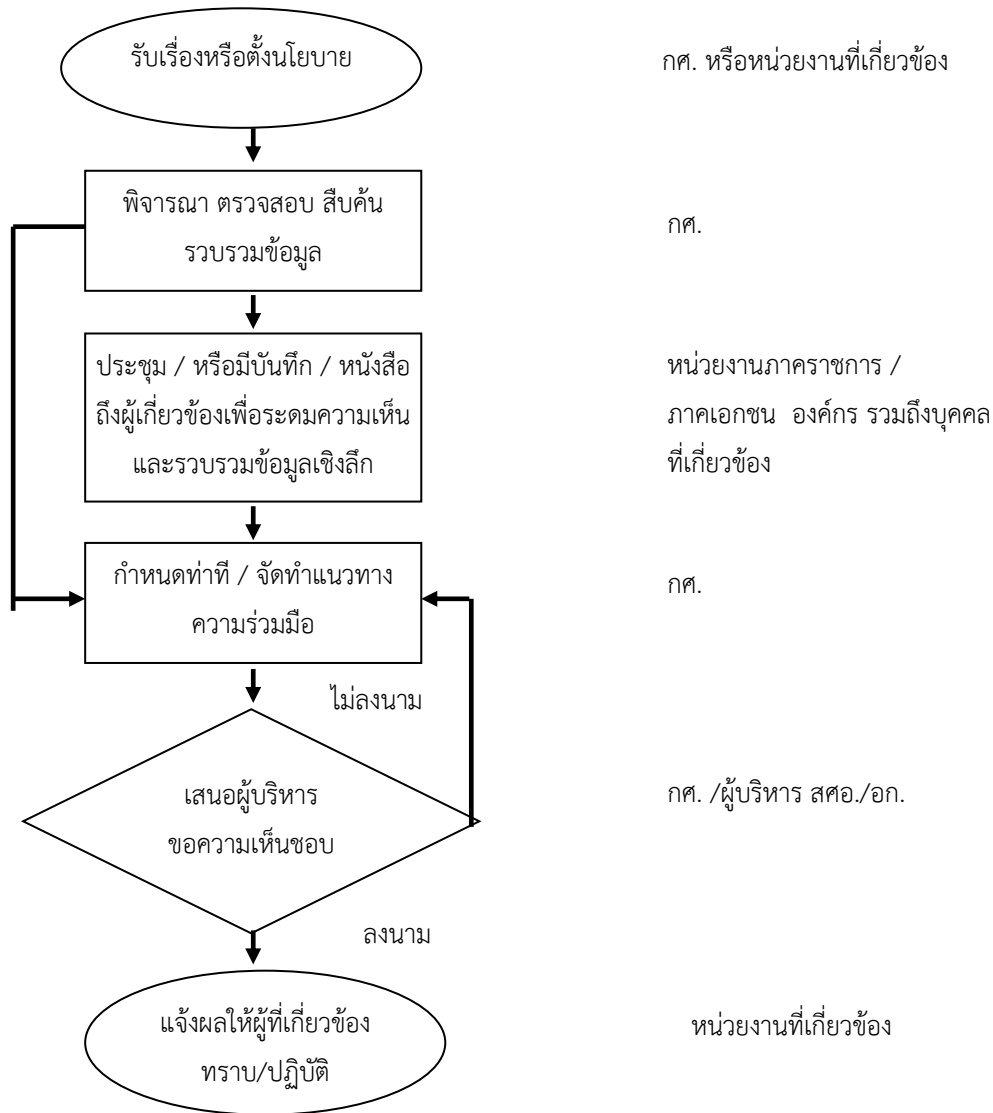 รับเรื่องหรือตั้งนโยบาย
กศ. หรือหน่วยงานที่เกี่ยวข้อง
พิจารณา ตรวจสอบ สืบค้น
รวบรวมข้อมูล
กศ.
ประชุม / หรือมีบันทึก / หนังสือ
ถึงผู้เกี่ยวข้องเพื่อระดมความเห็น
และรวบรวมข้อมูลเชิงลึก
หน่วยงานภาคราชการ /
ภาคเอกชน องค์กร รวมถึงบุคคล
ที่เกี่ยวข้อง
กำหนดท่าที / จัดทำแนวทาง
ความร่วมมือ
กศ.
ไม่ลงนาม
เสนอผู้บริหาร
ขอความเห็นชอบ
กศ. /ผู้บริหาร สศอ./อก.
ลงนาม
แจ้งผลให้ผู้ที่เกี่ยวข้อง
ทราบ/ปฏิบัติ
หน่วยงานที่เกี่ยวข้อง